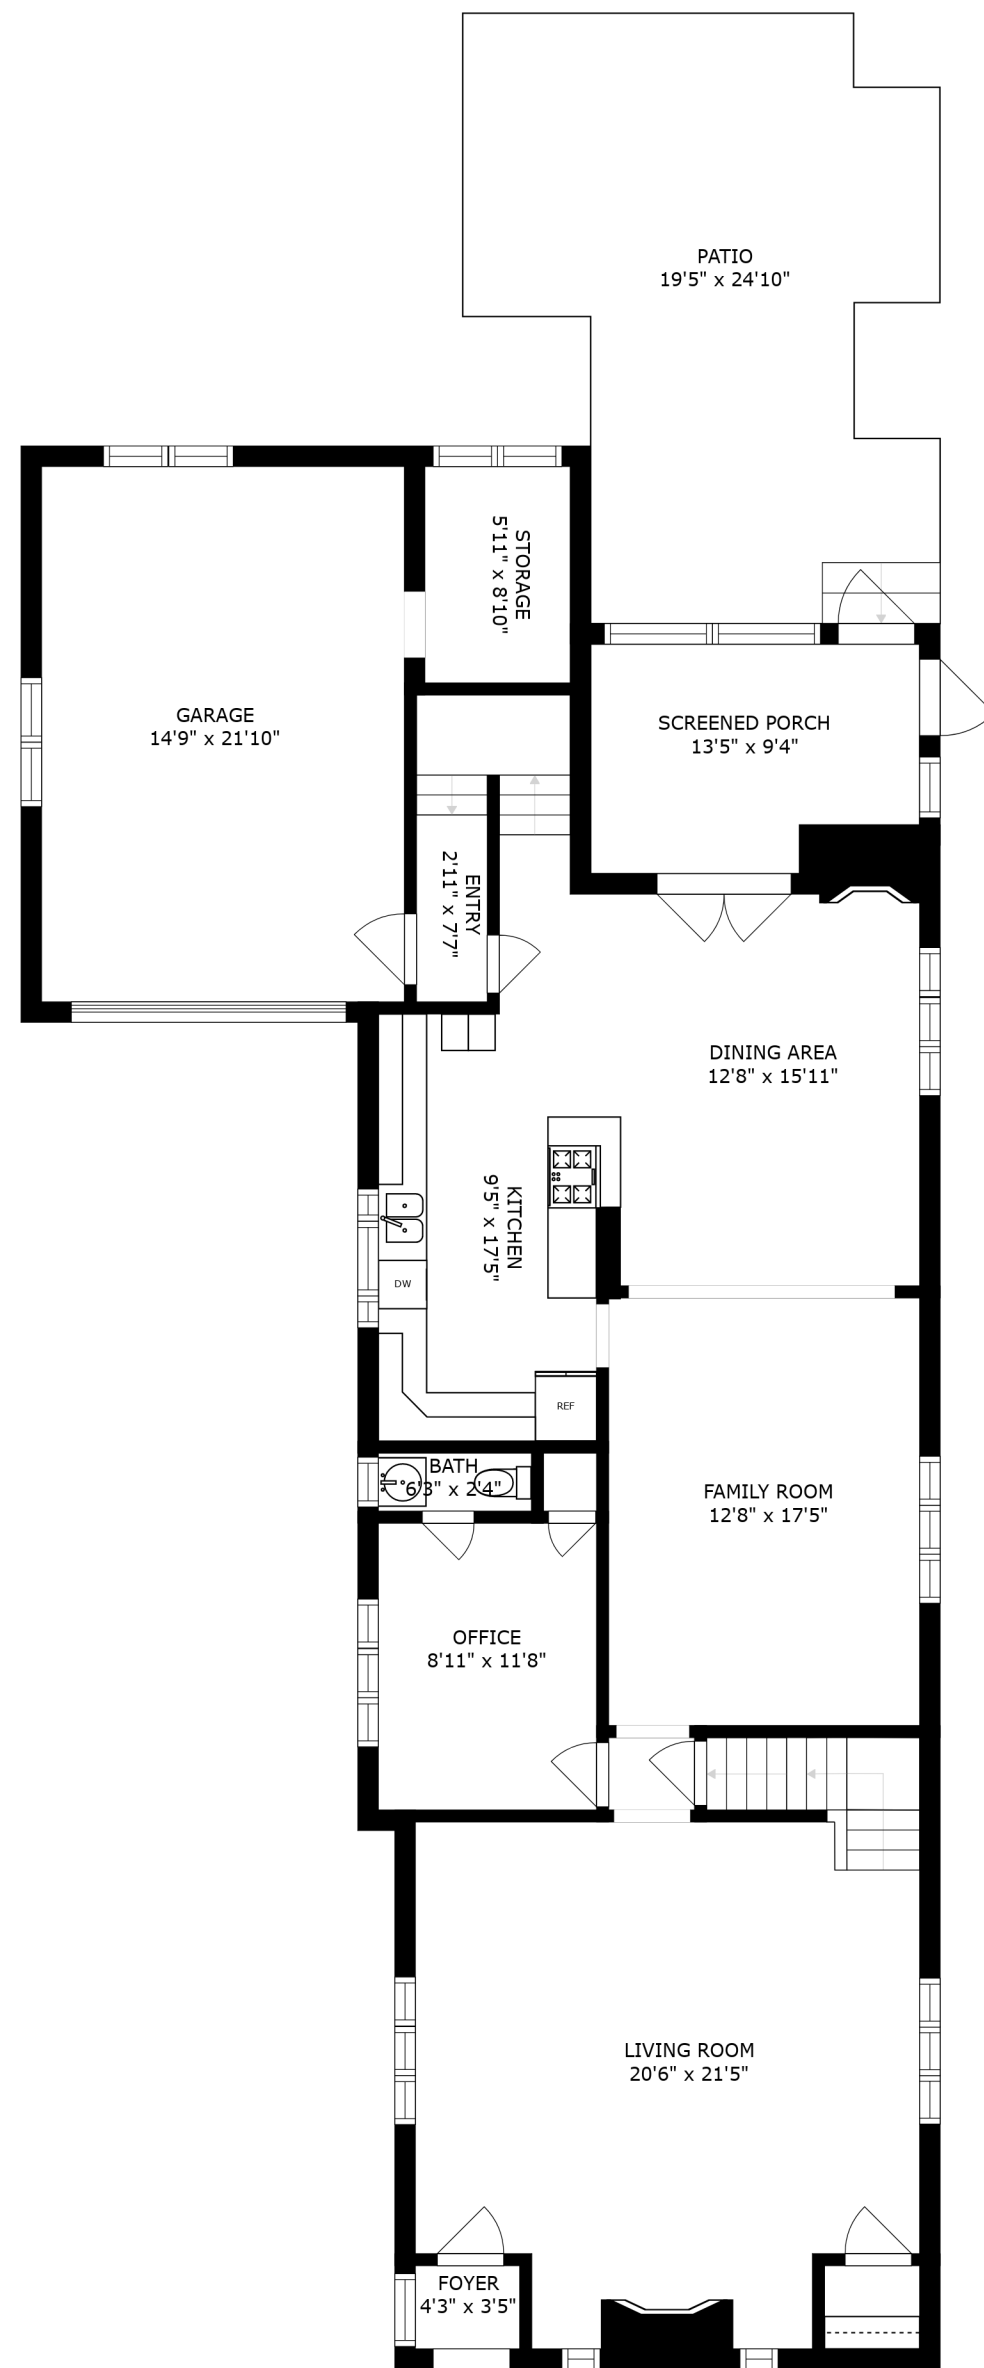 PATIO
19'5" x 24'10"
STORAGE
5'11" x 8'10"
GARAGE
14'9" x 21'10"
SCREENED PORCH
13'5" x 9'4"
ENTRY
2'11" x 7'7"
DINING AREA
12'8" x 15'11"
KITCHEN
9'5" x 17'5"
DW
REF
BATH
6'3" x 2'4"
FAMILY ROOM
12'8" x 17'5"
OFFICE
8'11" x 11'8"
LIVING ROOM
20'6" x 21'5"
FOYER
4'3" x 3'5"